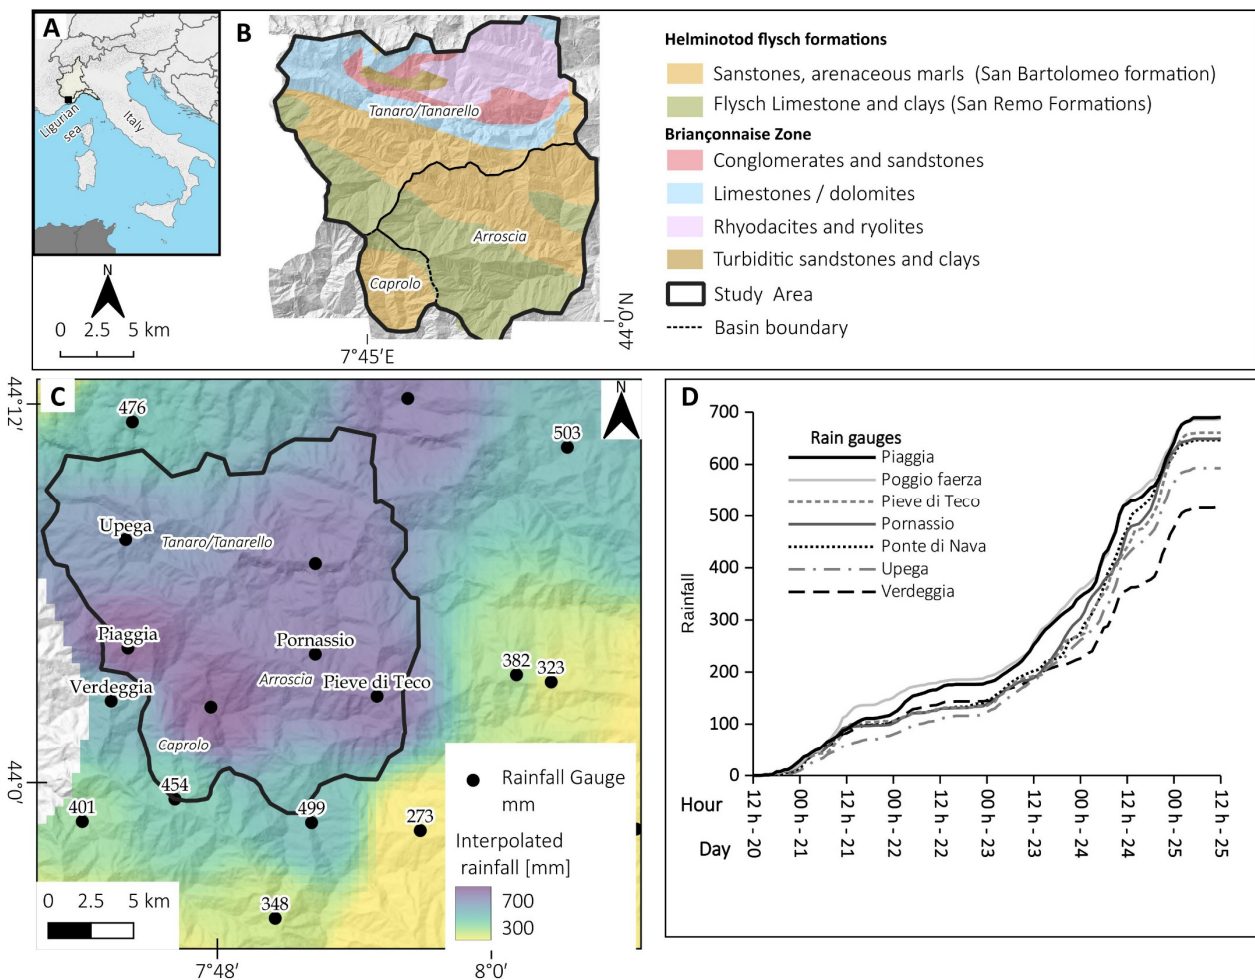 A
Ligurian
sea
Italy
N
0 2.5 5 km
B
Tanaro/Tanarello
Arroscia
Caprolo
44°0'N
7°45'E
Helminotod flysch formations
Sanstones, arenaceous marls (San Bartolomeo formation)
Flysch Limestone and clays (San Remo Formations)
Briançonnaise Zone
Conglomerates and sandstones
Limestones / dolomites
Rhyodacites and ryolites
Turbiditic sandstones and clays
Study Area
Basin boundary
C
N
44°12'
476
503
Upega
Tanaro/Tanarello
Piaggia
Pornassio
382
323
Verdeggia
Arroscia
Pieve di Teco
Caprolo
44°0'
454
401
499
273
348
Rainfall Gauge
mm
Interpolated
rainfall [mm]
700
300
0 2.5 5 km
7°48'
8°0'
D
700
600
500
400
300
200
100
0
Rainfall
Rain gauges
Piaggia
Poggio faerza
Pieve di Teco
Pornassio
Ponte di Nava
Upega
Verdeggia
Hour
Day
12 h - 20
00 h - 21
12 h - 21
00 h - 22
12 h - 22
00 h - 23
12 h - 23
00 h - 24
12 h - 24
00 h - 25
12 h - 25